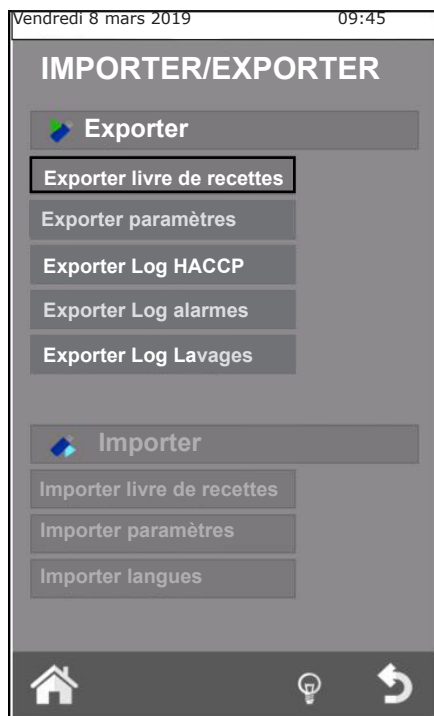 Vendredi 8 mars 2019 09:45
IMPORTER/EXPORTER
Exporter
Exporter livre de recettes
Exporter paramètres
Exporter Log HACCP
Exporter Log alarmes
Exporter Log Lavages
Importer
Importer livre de recettes
Importer paramètres
Importer langues